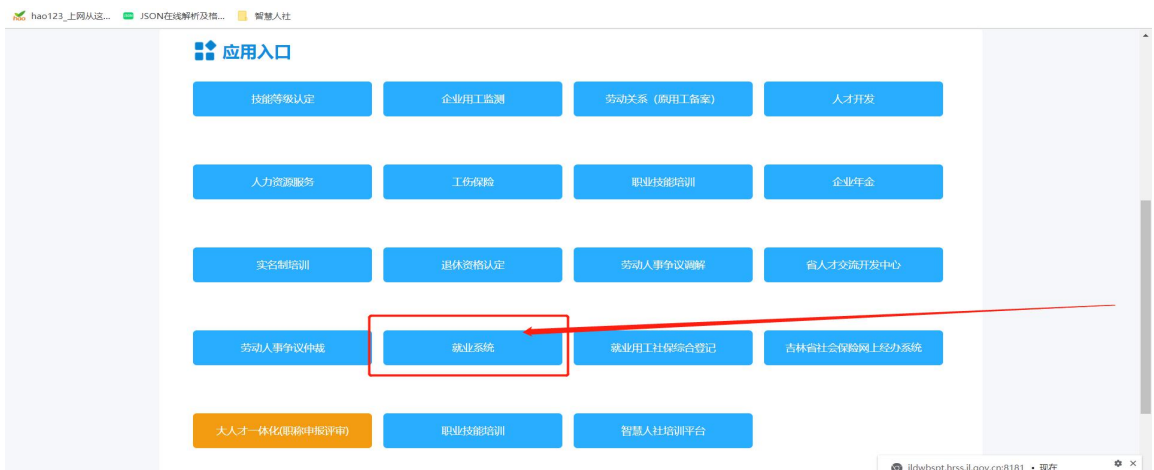 hao123_上网从这... JSON在线解析及格... 智慧人社
应用入口
技能等级认定 企业用工监测 劳动关系（原用工备案） 人才开发
人力资源服务 工伤保险 职业技能培训 企业年金
实名制培训 退休资格认定 劳动人事争议调解 省人才交流开发中心
劳动人事争议仲裁 就业系统 就业用工社保综合登记 吉林省社会保险网上经办系统
大人才一体化(职称申报评审) 职业技能培训 智慧人社培训平台
jldwbspt.hrss.jl.gov.cn:8181 • 现在